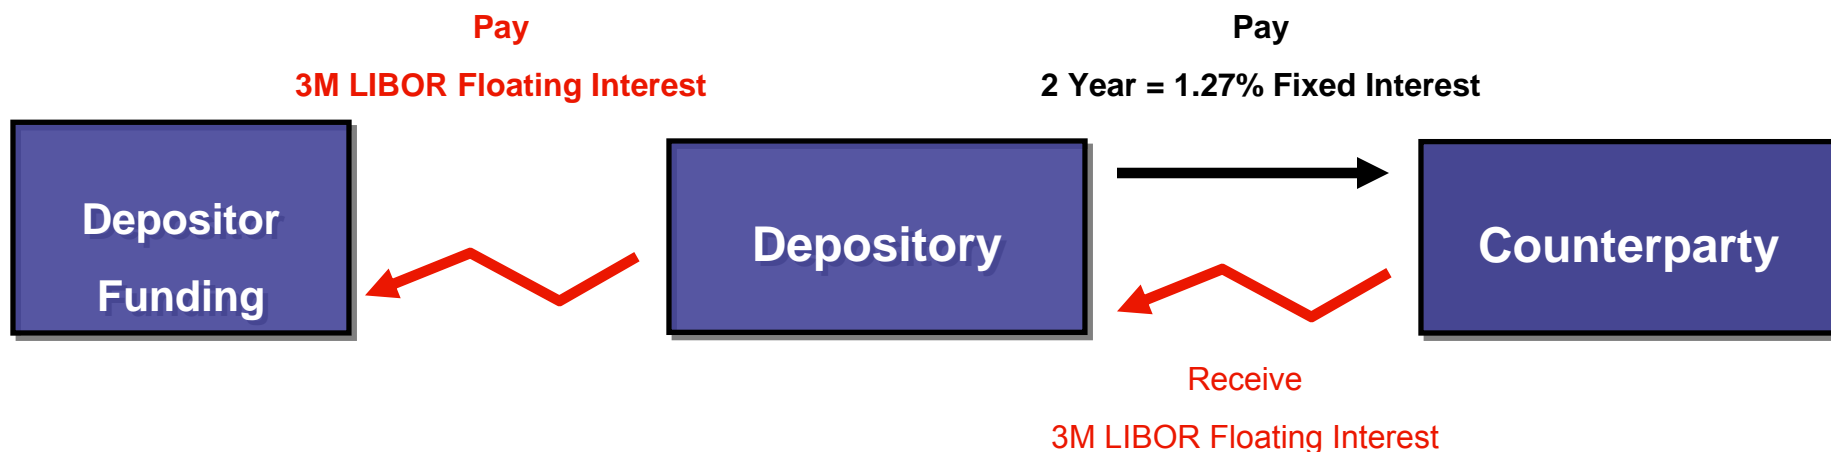 Pay
3M LIBOR Floating Interest
Pay
2 Year = 1.27% Fixed Interest
Depositor
Funding
Depository
Counterparty
Receive
3M LIBOR Floating Interest